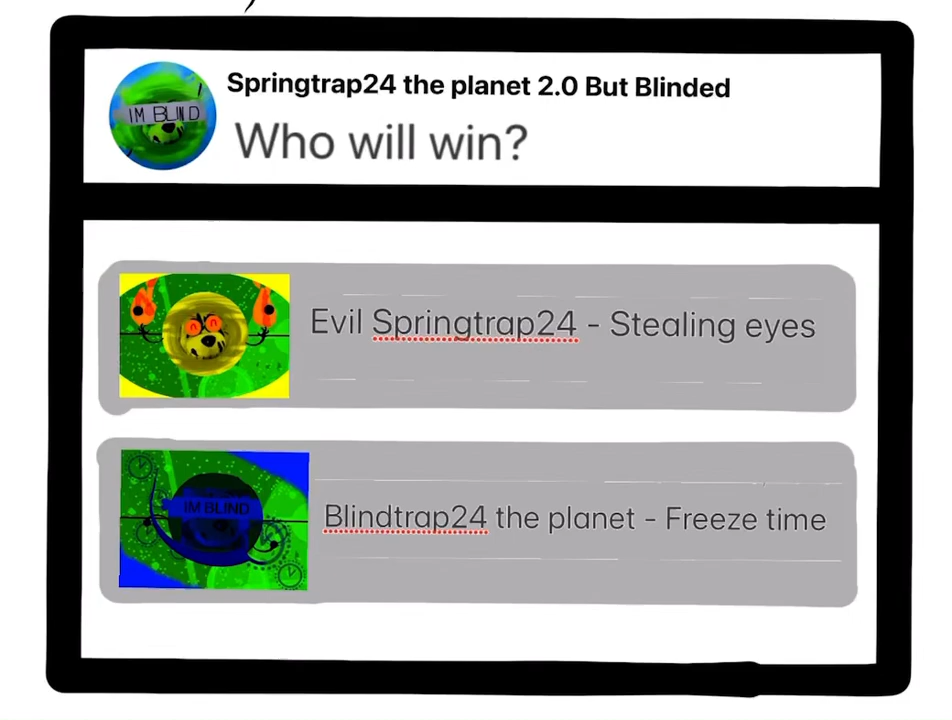 Springtrap24 the planet 2.0 But Blinded
IM BLIND
Who will win?
Evil Springtrap24 - Stealing eyes
IM BLIND
Blindtrap24 the planet - Freeze time